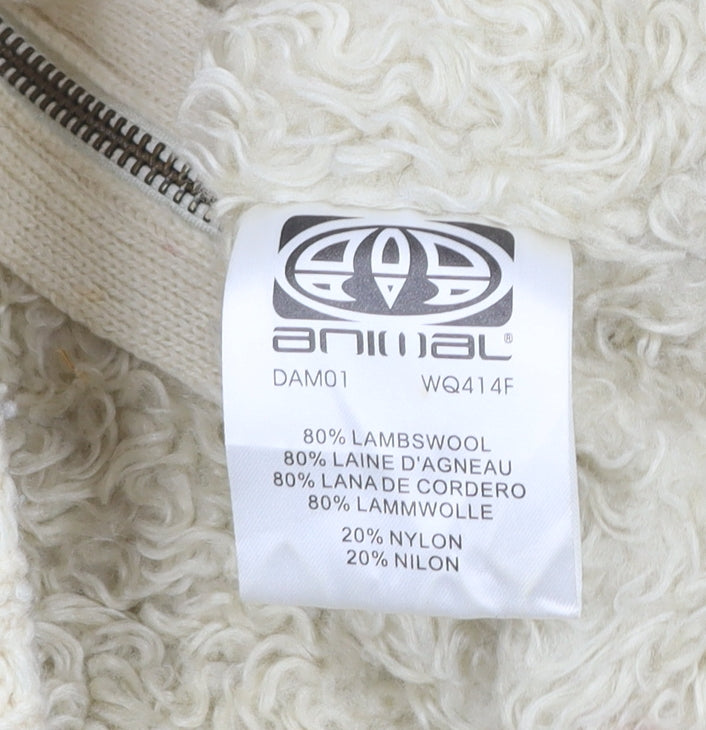 animal®
DAM01 WQ414F
80% LAMBSWOOL
80% LAINE D'AGNEAU
80% LANA DE CORDERO
80% LAMMWOLLE
20% NYLON
20% NILON